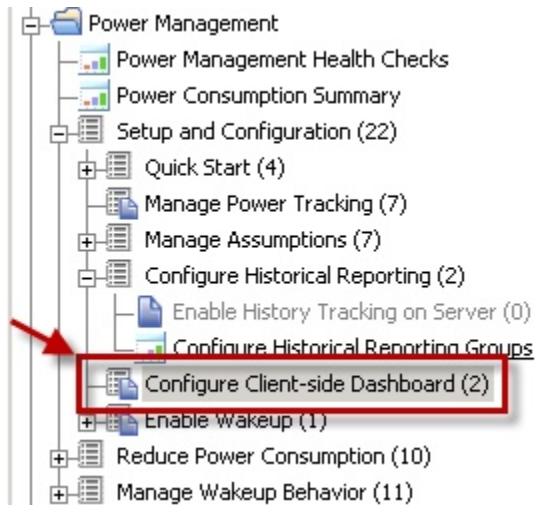 Power Management
Power Management Health Checks
Power Consumption Summary
Setup and Configuration (22)
Quick Start (4)
Manage Power Tracking (7)
Manage Assumptions (7)
Configure Historical Reporting (2)
Enable History Tracking on Server (0)
Configure Historical Reporting Groups
Configure Client-side Dashboard (2)
Enable Wakeup (1)
Reduce Power Consumption (10)
Manage Wakeup Behavior (11)